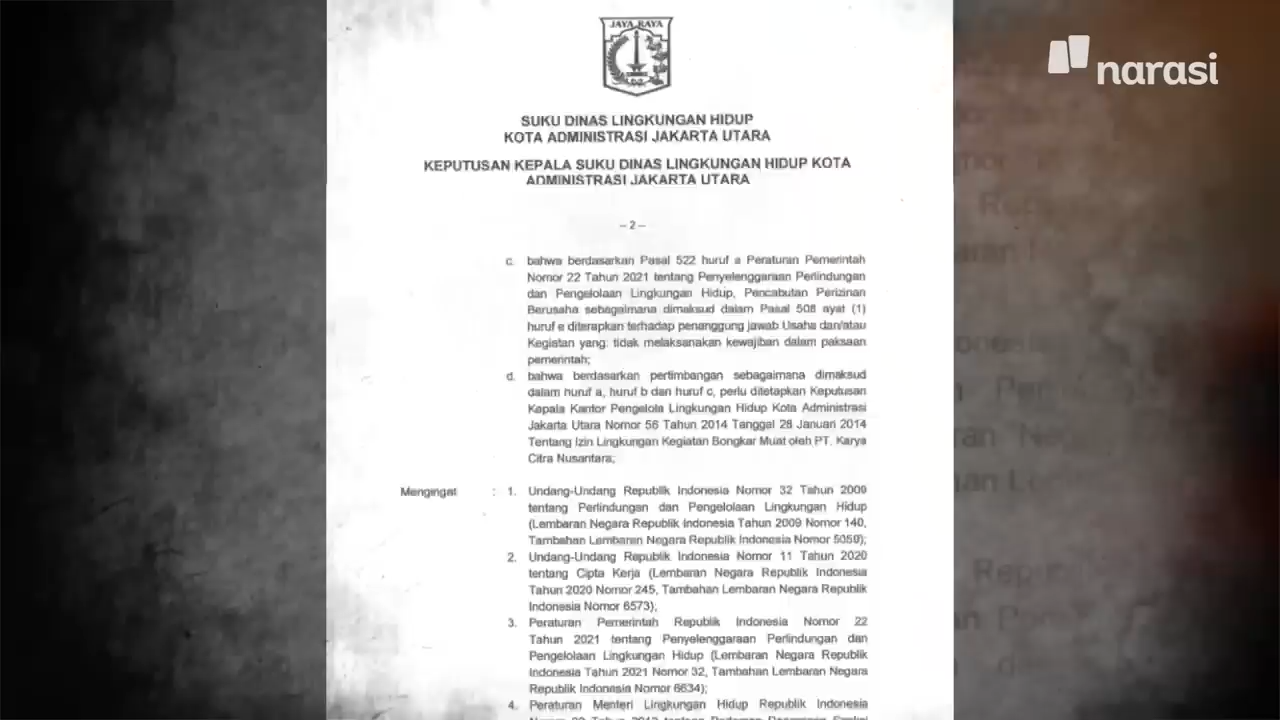 JAYA RAYA
narasi
SUKU DINAS LINGKUNGAN HIDUP
KOTA ADMINISTRASI JAKARTA UTARA
KEPUTUSAN KEPALA SUKU DINAS LINGKUNGAN HIDUP KOTA
ADMINISTRASI JAKARTA UTARA
– 2 –
c. bahwa berdasarkan Pasal 522 huruf a Peraturan Pemerintah
Nomor 22 Tahun 2021 tentang Penyelenggaraan Perlindungan
dan Pengelolaan Lingkungan Hidup, Pencabutan Perizinan
Berusaha sebagaimana dimaksud dalam Pasal 508 ayat (1)
huruf e diterapkan terhadap penanggung jawab Usaha dan/atau
Kegiatan yang: tidak melaksanakan kewajiban dalam paksaan
pemerintah;
d. bahwa berdasarkan pertimbangan sebagaimana dimaksud
dalam huruf a, huruf b dan huruf c, perlu ditetapkan Keputusan
Kepala Kantor Pengelola Lingkungan Hidup Kota Administrasi
Jakarta Utara Nomor 56 Tahun 2014 Tanggal 28 Januari 2014
Tentang Izin Lingkungan Kegiatan Bongkar Muat oleh PT. Karya
Citra Nusantara;
Mengingat : 1. Undang-Undang Republik Indonesia Nomor 32 Tahun 2009
tentang Perlindungan dan Pengelolaan Lingkungan Hidup
(Lembaran Negara Republik Indonesia Tahun 2009 Nomor 140,
Tambahan Lembaran Negara Republik Indonesia Nomor 5059);
2. Undang-Undang Republik Indonesia Nomor 11 Tahun 2020
tentang Cipta Kerja (Lembaran Negara Republik Indonesia
Tahun 2020 Nomor 245, Tambahan Lembaran Negara Republik
Indonesia Nomor 6573);
3. Peraturan Pemerintah Republik Indonesia Nomor 22
Tahun 2021 tentang Penyelenggaraan Perlindungan dan
Pengelolaan Lingkungan Hidup (Lembaran Negara Republik
Indonesia Tahun 2021 Nomor 32, Tambahan Lembaran Negara
Republik Indonesia Nomor 6634);
4. Peraturan Menteri Lingkungan Hidup Republik Indonesia